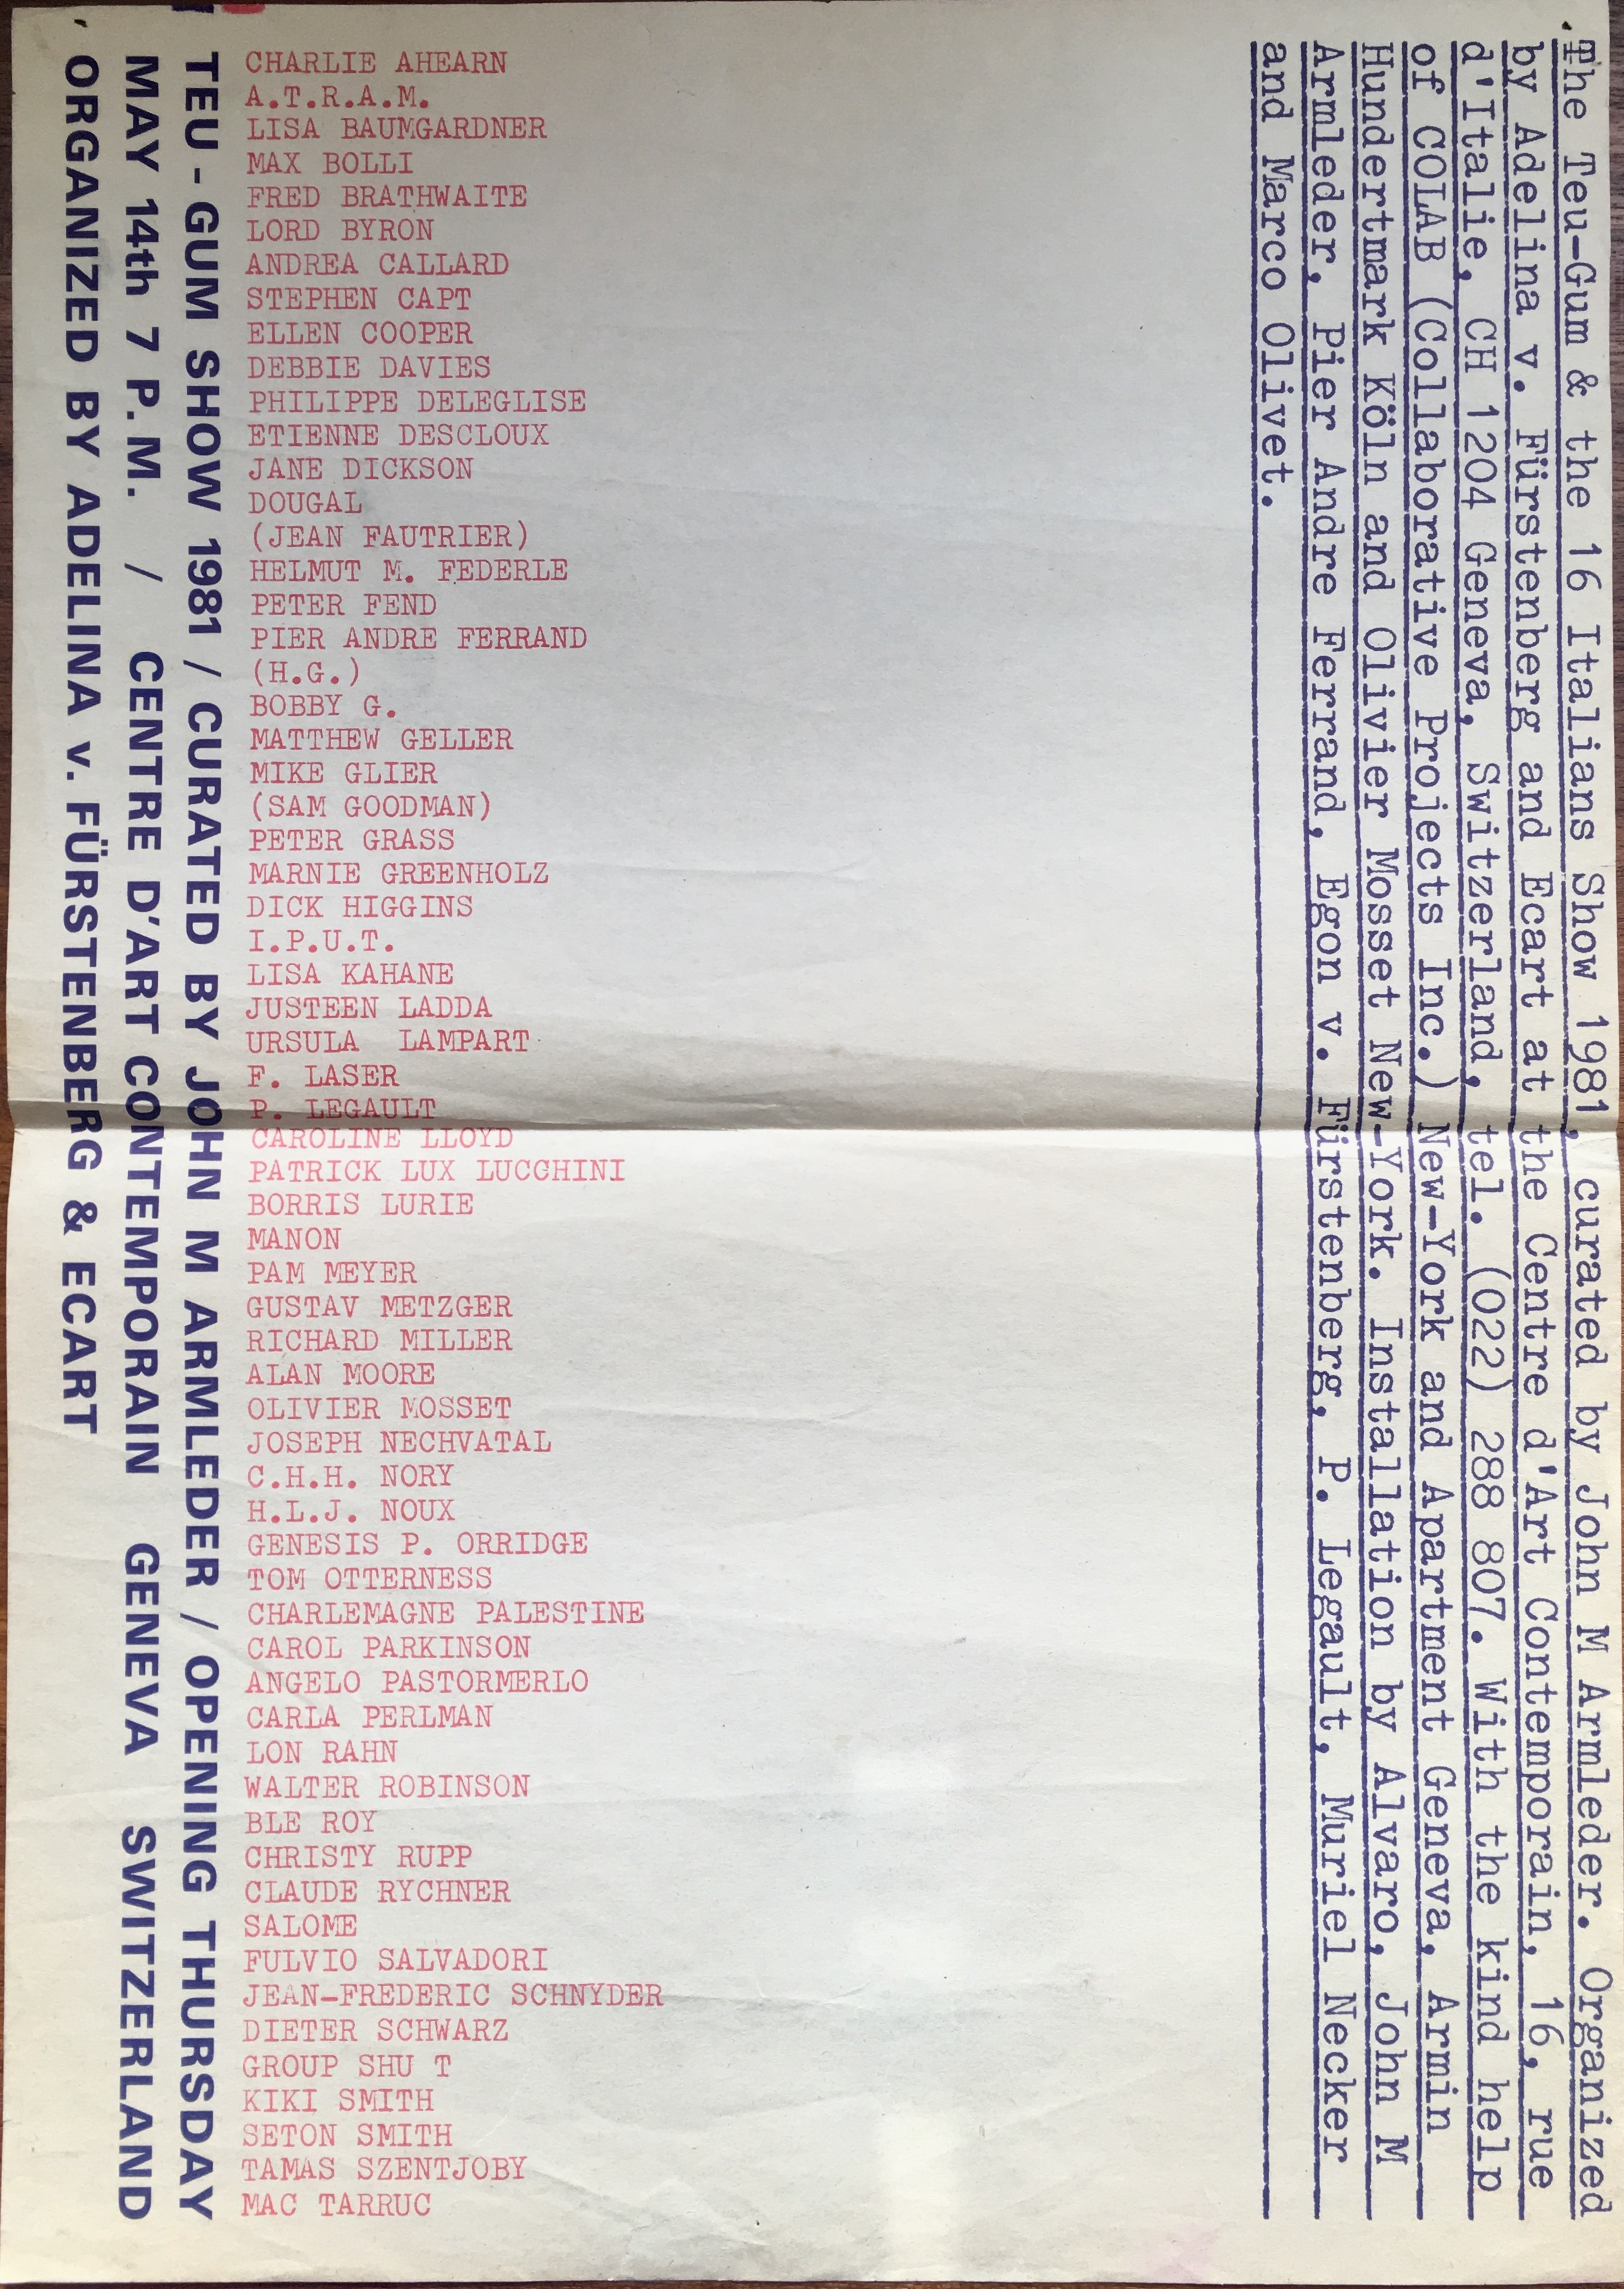 TEU - GUM SHOW 1981 / CURATED BY JOHN M ARMLEDER / OPENING THURSDAY
MAY 14th 7 P. M. / CENTRE D'ART CONTEMPORAIN GENEVA SWITZERLAND
ORGANIZED BY ADELINA v. FÜRSTENBERG & ECART
CHARLIE AHEARN
A.T.R.A.M.
LISA BAUMGARDNER
MAX BOLLI
FRED BRATHWAITE
LORD BYRON
ANDREA CALLARD
STEPHEN CAPT
ELLEN COOPER
DEBBIE DAVIES
PHILIPPE DELEGLISE
ETIENNE DESCLOUX
JANE DICKSON
DOUGAL
(JEAN FAUTRIER)
HELMUT M. FEDERLE
PETER FEND
PIER ANDRE FERRAND
(H.G.)
BOBBY G.
MATTHEW GELLER
MIKE GLIER
(SAM GOODMAN)
PETER GRASS
MARNIE GREENHOLZ
DICK HIGGINS
I.P.U.T.
LISA KAHANE
JUSTEEN LADDA
URSULA LAMPART
F. LASER
P. LEGAULT
CAROLINE LLOYD
PATRICK LUX LUCCHINI
BORRIS LURIE
MANON
PAM MEYER
GUSTAV METZGER
RICHARD MILLER
ALAN MOORE
OLIVIER MOSSET
JOSEPH NECHVATAL
C.H.H. NORY
H.L.J. NOUX
GENESIS P. ORRIDGE
TOM OTTERNESS
CHARLEMAGNE PALESTINE
CAROL PARKINSON
ANGELO PASTORMERLO
CARLA PERLMAN
LON RAHN
WALTER ROBINSON
BLE ROY
CHRISTY RUPP
CLAUDE RYCHNER
SALOME
FULVIO SALVADORI
JEAN-FREDERIC SCHNYDER
DIETER SCHWARZ
GROUP SHU T
KIKI SMITH
SETON SMITH
TAMAS SZENTJOBY
MAC TARRUC
The Teu-Gum & the 16 Italians Show 1981, curated by John M Armleder. Organized
by Adelina v. Fürstenberg and Ecart at the Centre d'Art Contemporain, 16, rue
d'Italie, CH 1204 Geneva, Switzerland, tel. (022) 288 807. With the kind help
of COLAB (Collaborative Projects Inc.) New-York and Apartment Geneva, Armin
Hundertmark Köln and Olivier Mosset New-York. Installation by Alvaro, John M
Armleder, Pier Andre Ferrand, Egon v. Fürstenberg, P. Legault, Muriel Necker
and Marco Olivet.